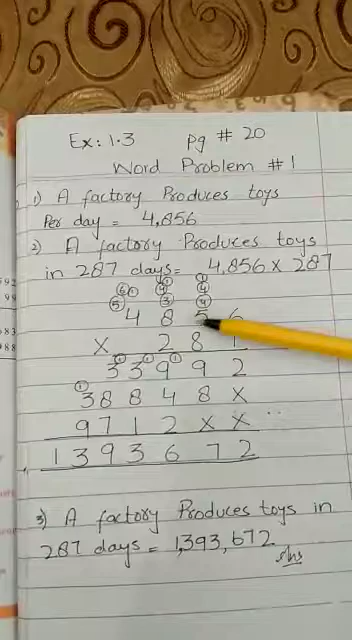 Ex: 1.3 Pg # 20
Word Problem # 1
1) A factory Produces toys
Per day = 4,856
2) A factory Produces toys
in 287 days = 4,856 × 287
4 8 5 6
× 2 8
3 3 9 9 2
3 8 8 4 8 ×
9 7 1 2 × ×
1 3 9 3 6 7 2
3) A factory Produces toys in
287 days = 1,393,672
Ans